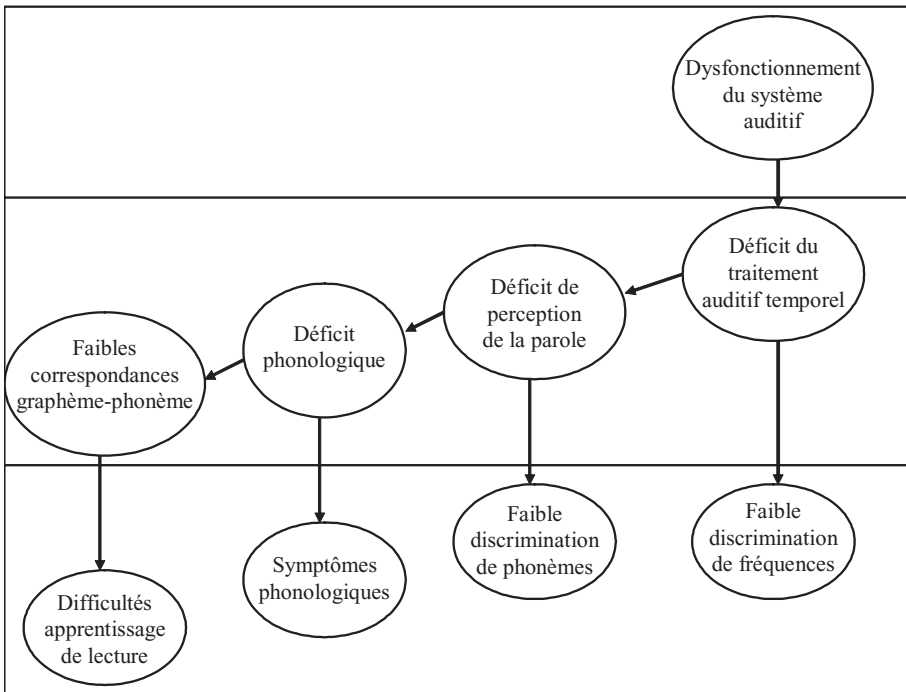 Dysfonctionnement
du système
auditif
Déficit du
traitement
auditif temporel
Déficit de
perception
de la parole
Déficit
phonologique
Faibles
correspondances
graphème-phonème
Faible
discrimination
de fréquences
Faible
discrimination
de phonèmes
Symptômes
phonologiques
Difficultés
apprentissage
de lecture